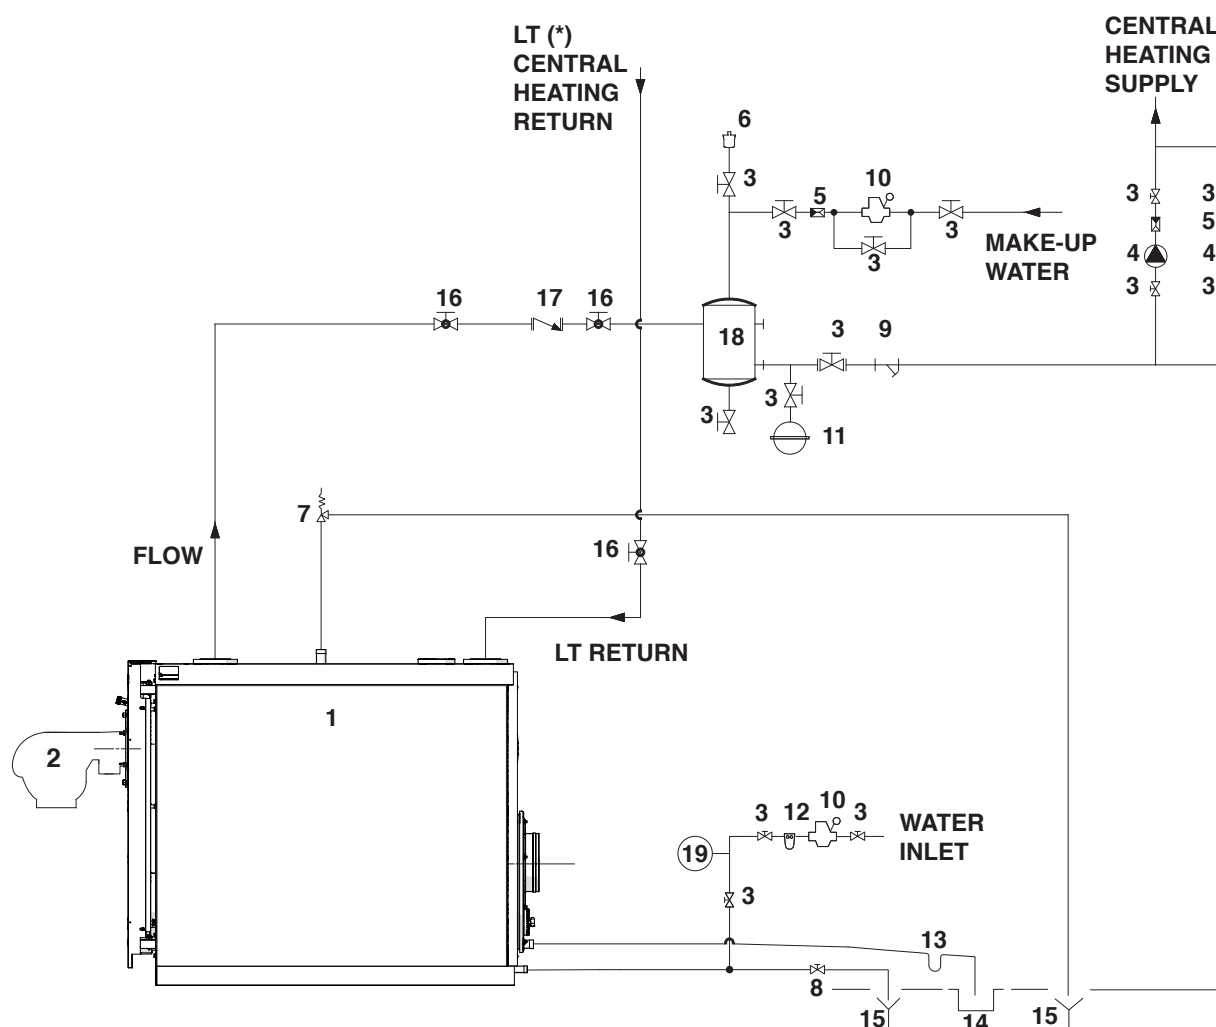 LT (*)
CENTRAL
HEATING
RETURN
CENTRAL
HEATING
SUPPLY
6
3
5
10
3
3
3
MAKE-UP
WATER
3
3
5
4
4
3
3
16
17
16
18
3
9
3
3
11
7
FLOW
16
LT RETURN
1
2
3
12
10
3
WATER
INLET
19
3
13
8
15
14
15